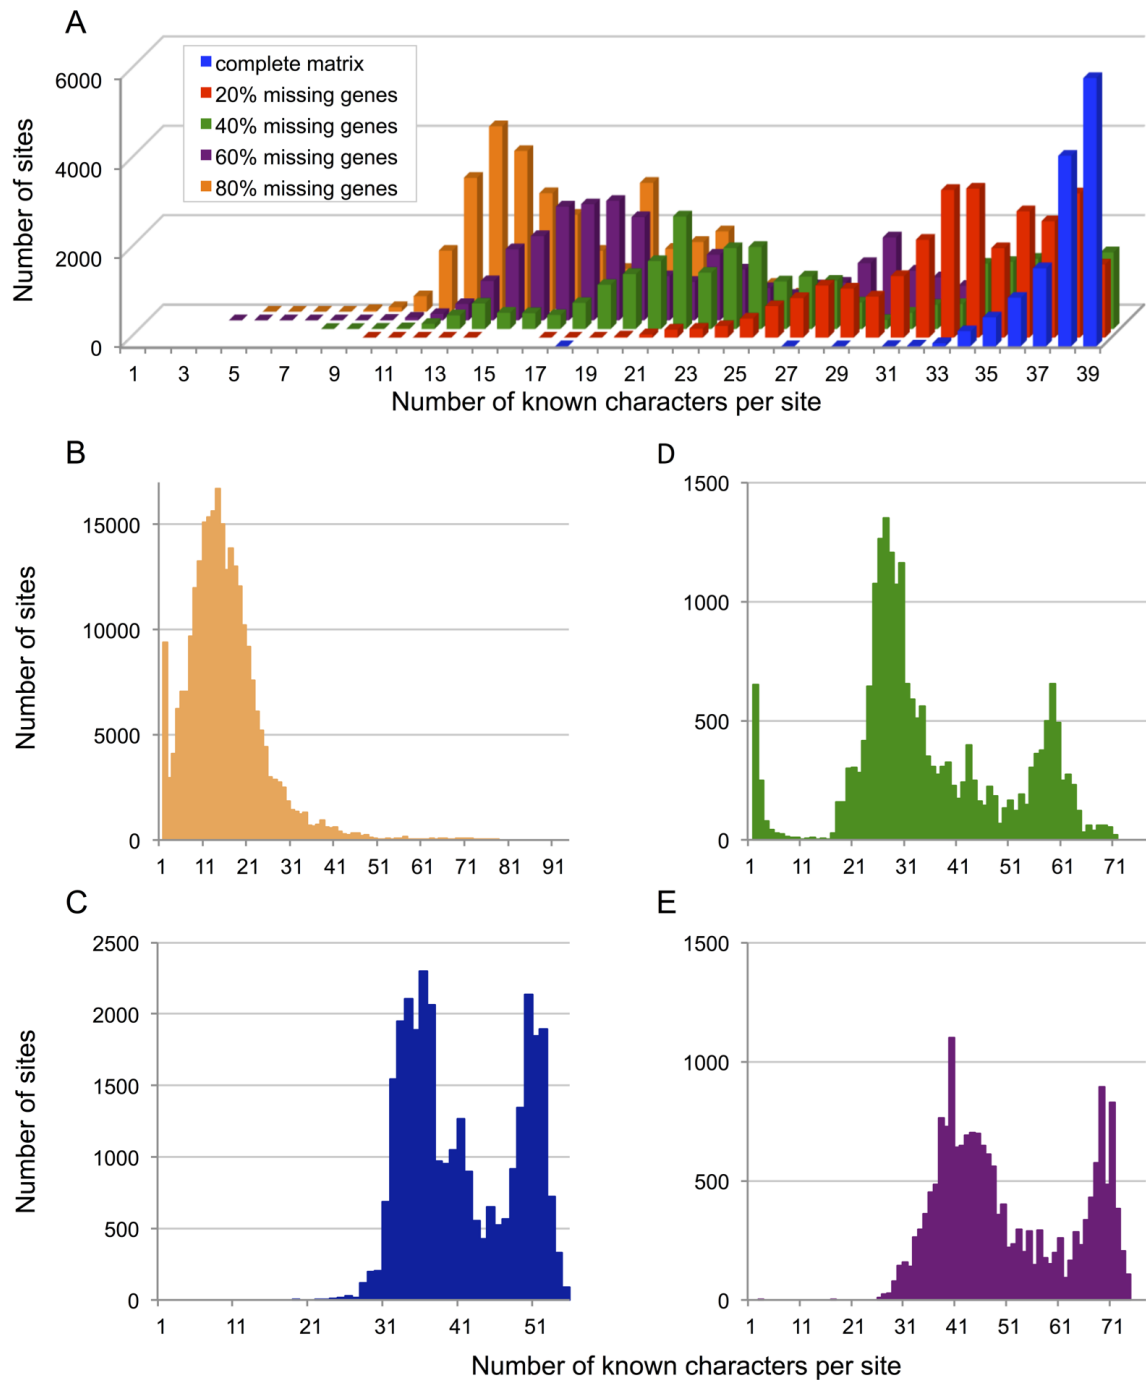 A
complete matrix
20% missing genes
40% missing genes
60% missing genes
80% missing genes
Number of sites
6000
4000
2000
0
1 3 5 7 9 11 13 15 17 19 21 23 25 27 29 31 33 35 37 39
Number of known characters per site
B
Number of sites
15000
10000
5000
0
1 11 21 31 41 51 61 71 81 91
D
1500
1000
500
0
1 11 21 31 41 51 61 71
C
Number of sites
2500
2000
1500
1000
500
0
1 11 21 31 41 51
E
1500
1000
500
0
1 11 21 31 41 51 61 71
Number of known characters per site